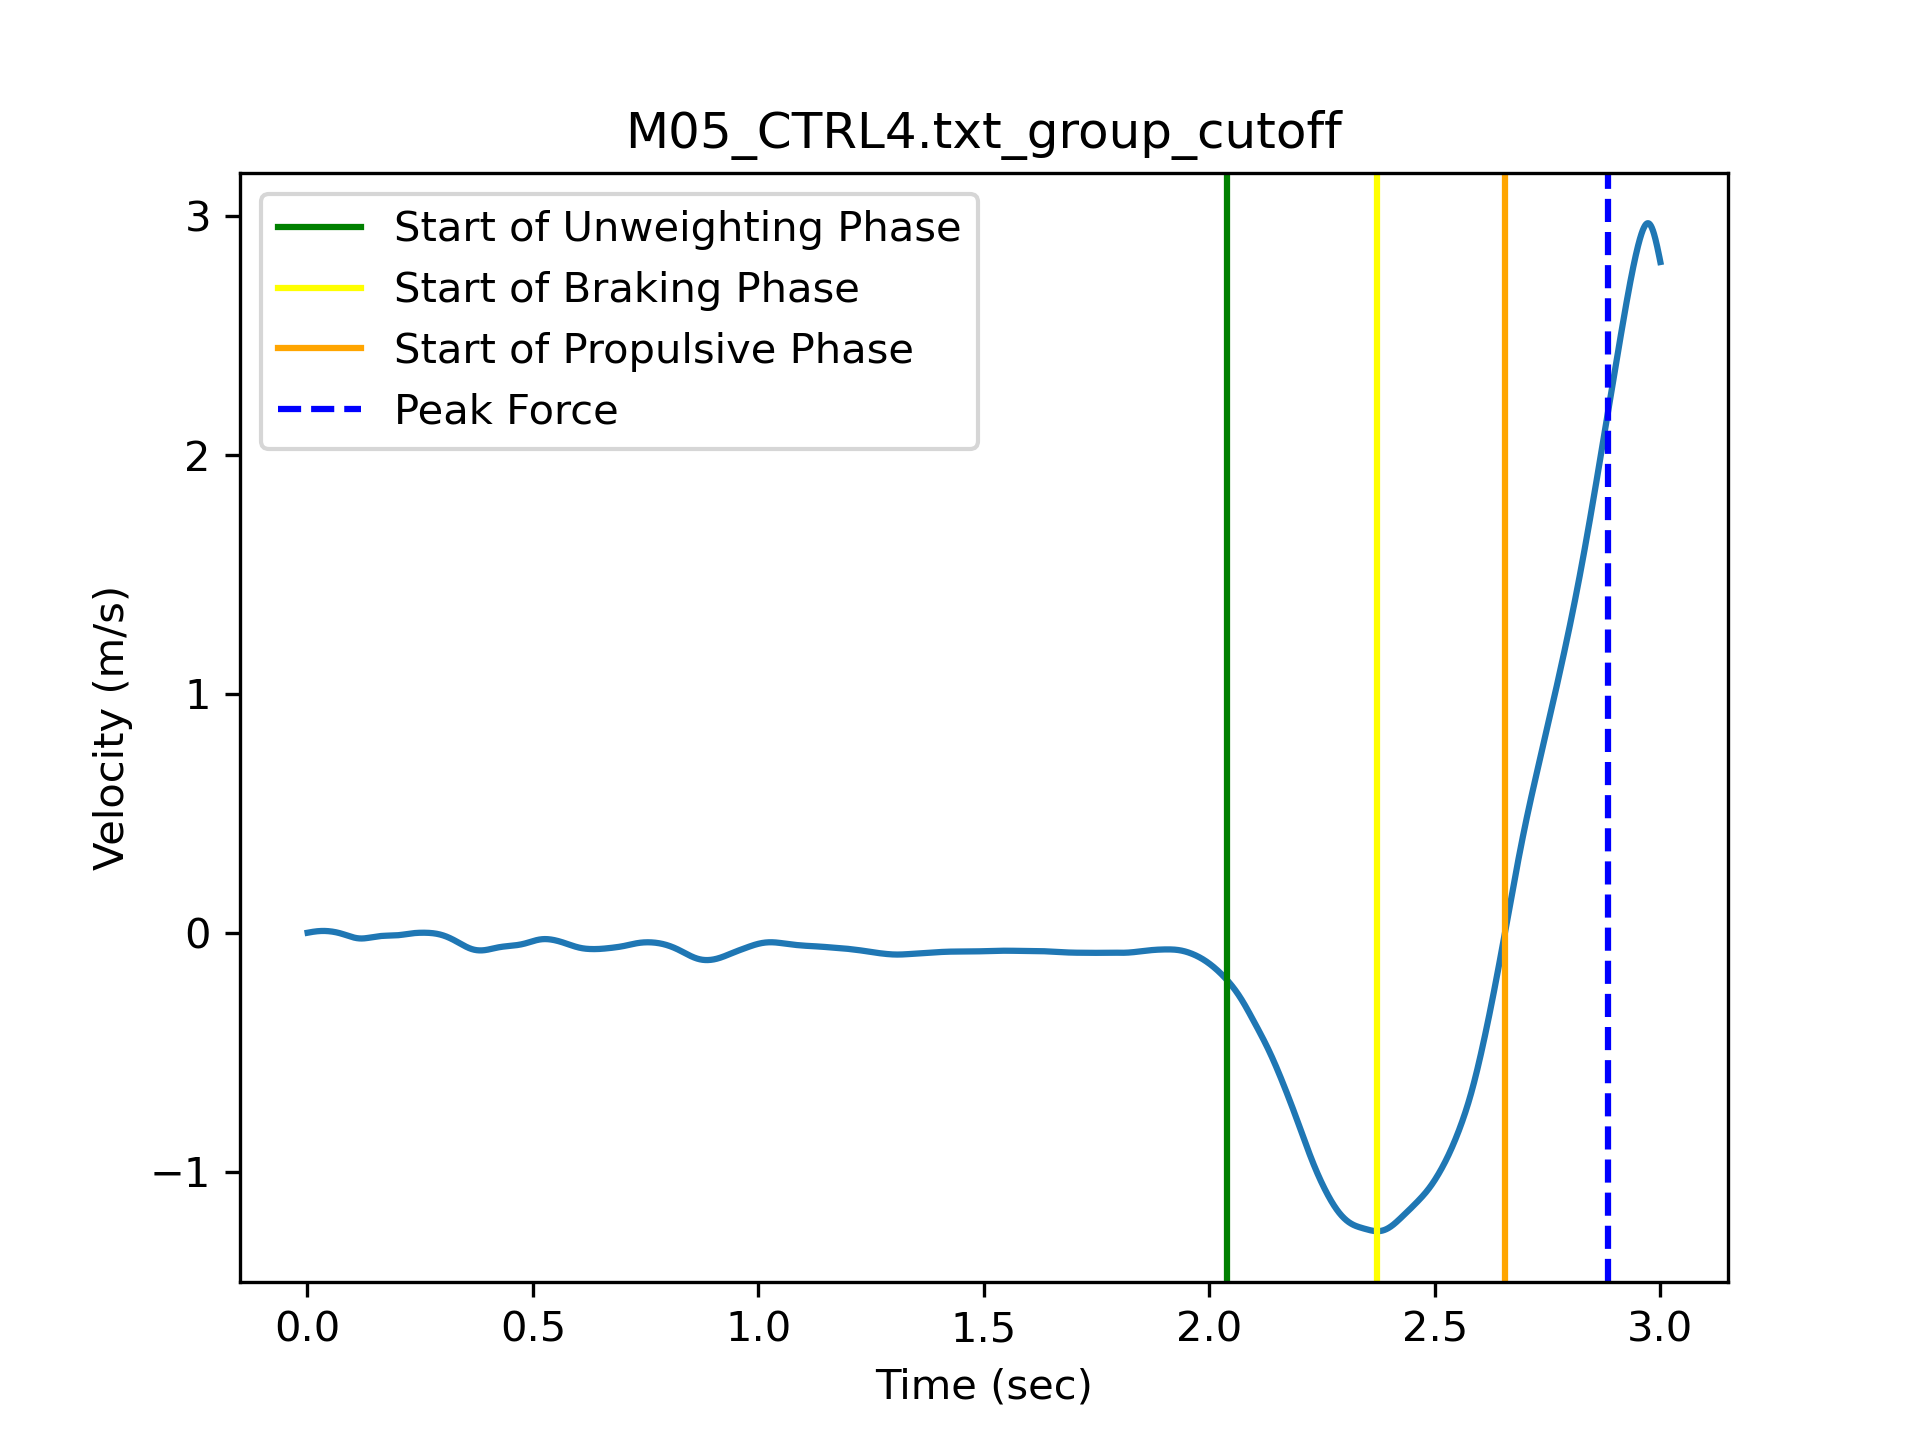 M05_CTRL4.txt_group_cutoff
Start of Unweighting Phase
Start of Braking Phase
Start of Propulsive Phase
Peak Force
3
2
1
0
−1
Velocity (m/s)
0.0 0.5 1.0 1.5 2.0 2.5 3.0
Time (sec)